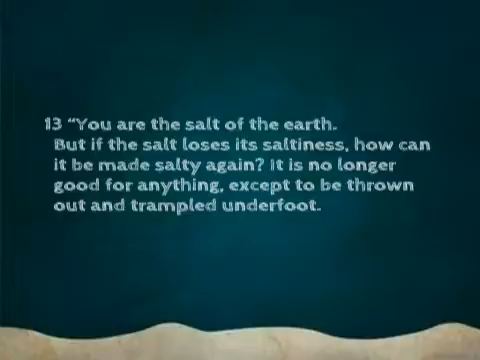 13 “You are the salt of the earth.
But if the salt loses its saltiness, how can
it be made salty again? It is no longer
good for anything, except to be thrown
out and trampled underfoot.